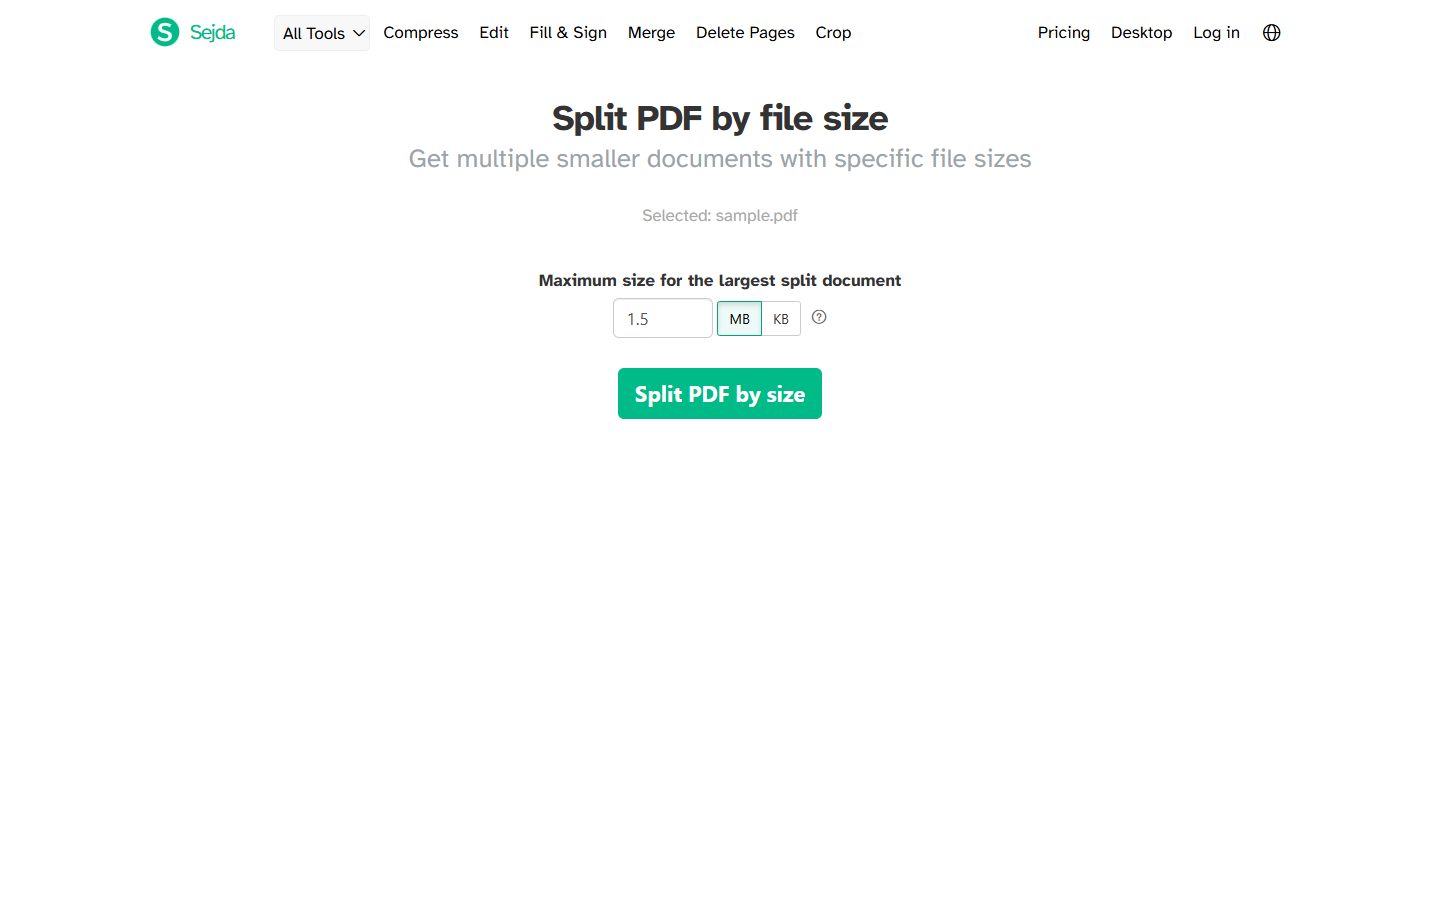 S Sejda All Tools Compress Edit Fill & Sign Merge Delete Pages Crop Pricing Desktop Log in
Split PDF by file size
Get multiple smaller documents with specific file sizes
Selected: sample.pdf
Maximum size for the largest split document
1.5 MB KB ?
Split PDF by size